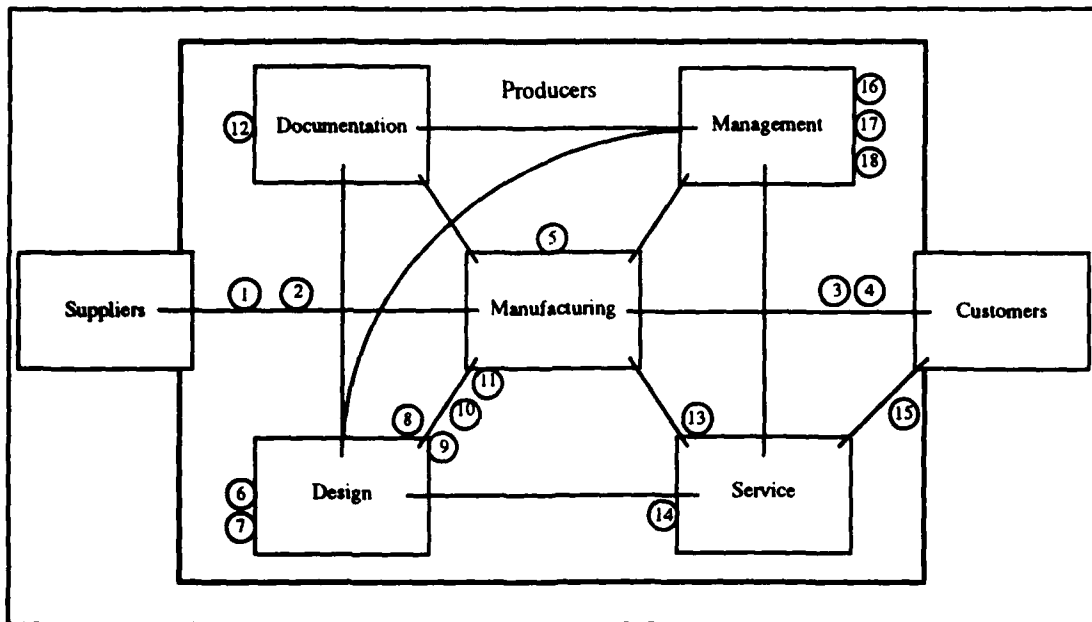 Producers
Documentation
Management
12
16
17
18
5
Suppliers
1
2
Manufacturing
3
4
Customers
11
10
8
9
13
15
6
7
Design
14
Service